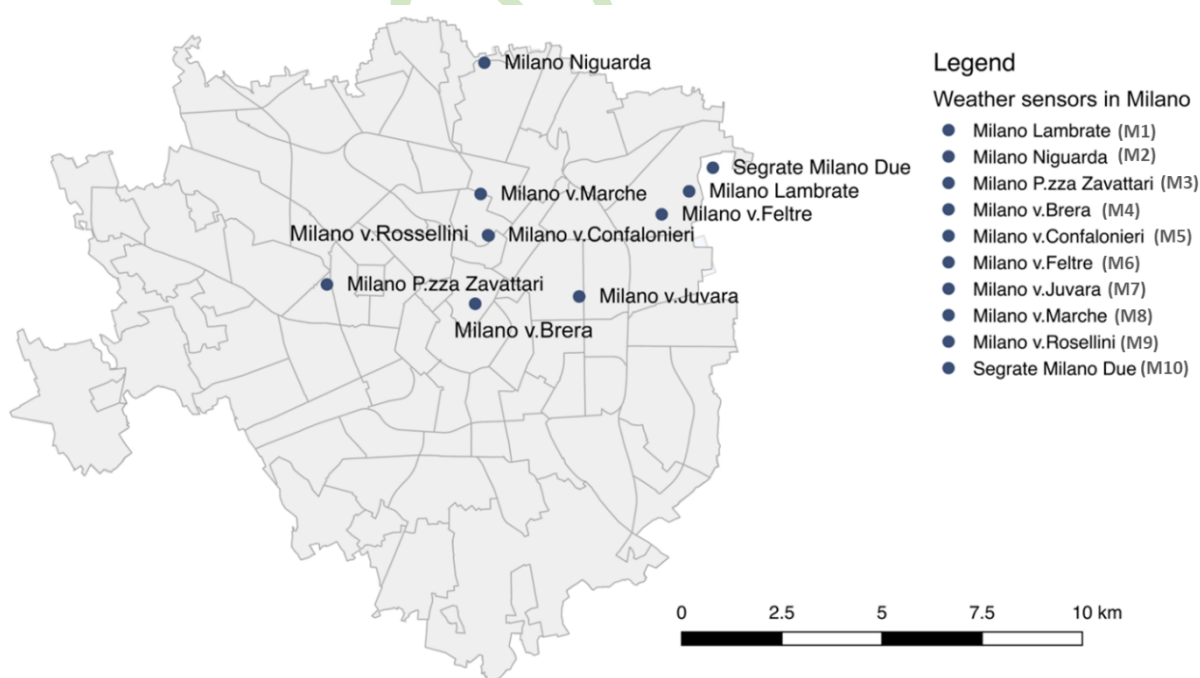 Milano Niguarda
Segrate Milano Due
Milano v.Marche
Milano Lambrate
Milano v.Feltre
Milano v.Rossellini
Milano v.Confalonieri
Milano P.zza Zavattari
Milano v.Juvara
Milano v.Brera
Legend
Weather sensors in Milano
Milano Lambrate (M1)
Milano Niguarda (M2)
Milano P.zza Zavattari (M3)
Milano v.Brera (M4)
Milano v.Confalonieri (M5)
Milano v.Feltre (M6)
Milano v.Juvara (M7)
Milano v.Marche (M8)
Milano v.Rosellini (M9)
Segrate Milano Due (M10)
0 2.5 5 7.5 10 km